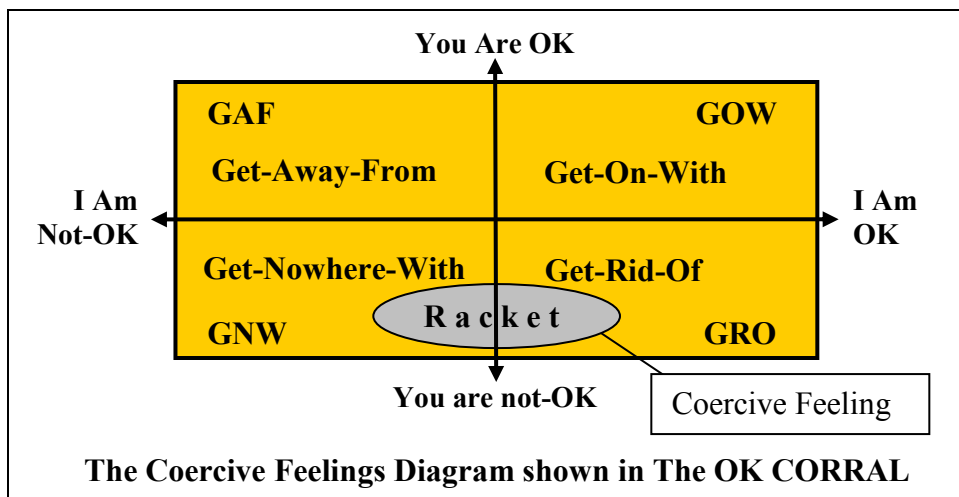 You Are OK
GAF
GOW
Get-Away-From
Get-On-With
I Am
Not-OK
I Am
OK
Get-Nowhere-With
Get-Rid-Of
R a c k e t
GNW
GRO
You are not-OK
Coercive Feeling
The Coercive Feelings Diagram shown in The OK CORRAL